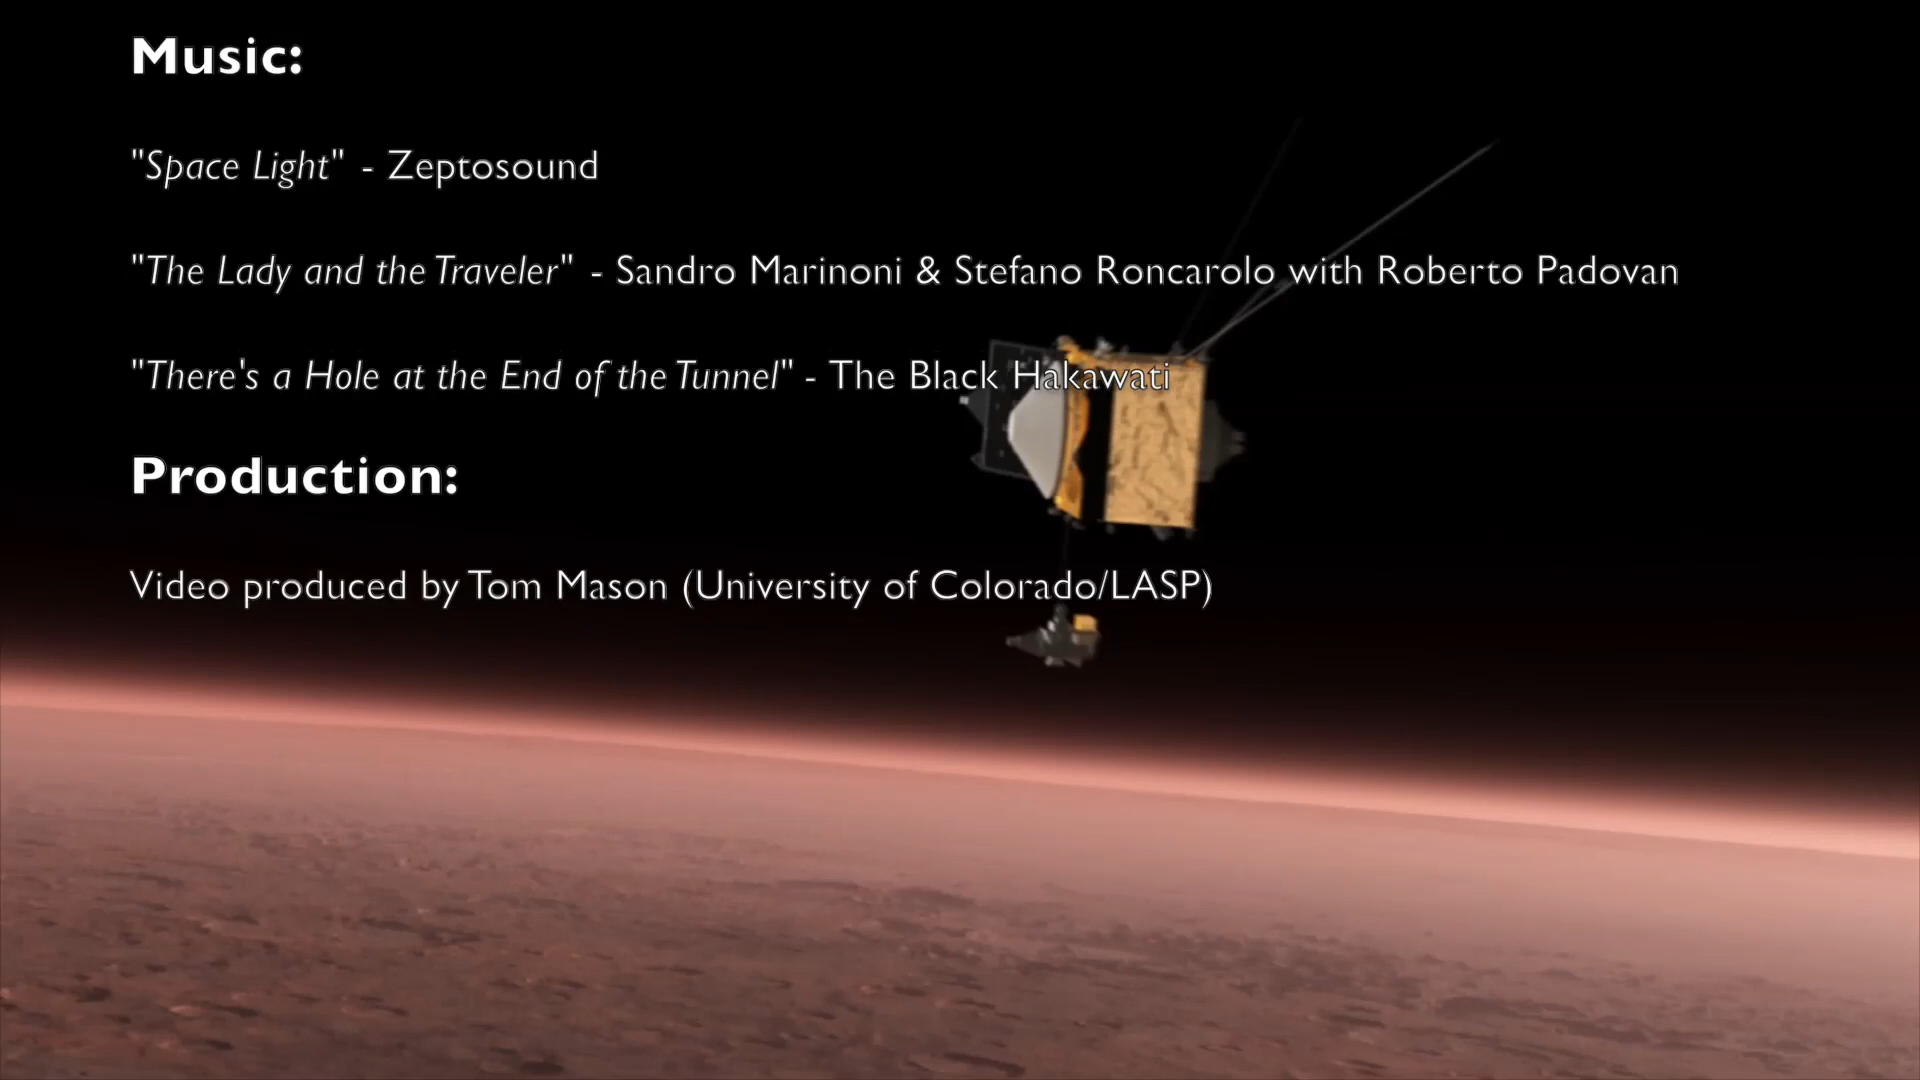 Music:
"Space Light" - Zeptosound
"The Lady and the Traveler" - Sandro Marinoni & Stefano Roncarolo with Roberto Padovan
"There's a Hole at the End of the Tunnel" - The Black Hakawati
Production:
Video produced by Tom Mason (University of Colorado/LASP)